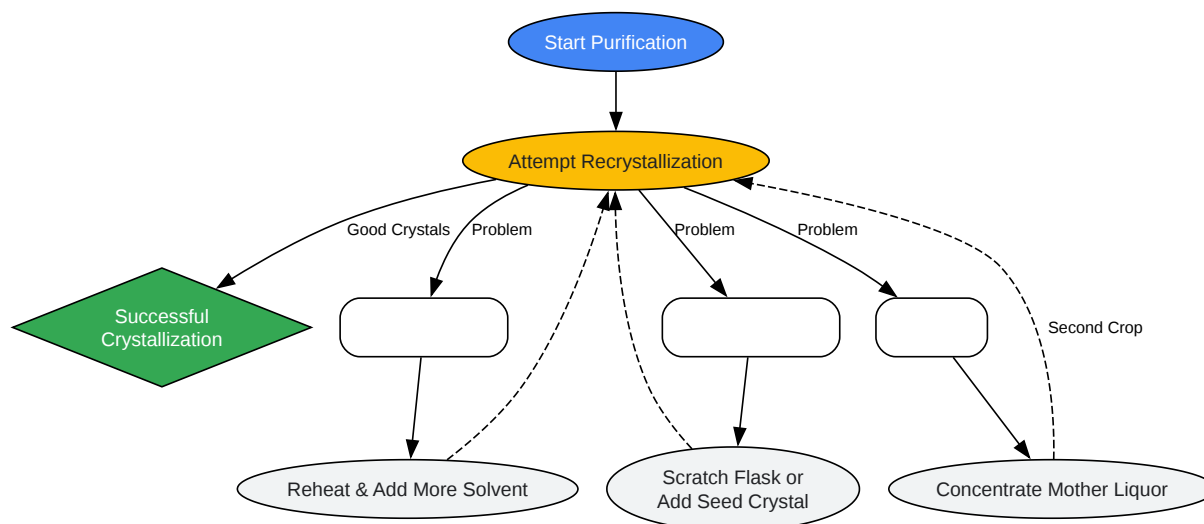 Start Purification
Attempt Recrystallization
Good Crystals
Problem
Problem
Problem
Successful
Crystallization
Second Crop
Reheat & Add More Solvent
Scratch Flask or
Add Seed Crystal
Concentrate Mother Liquor